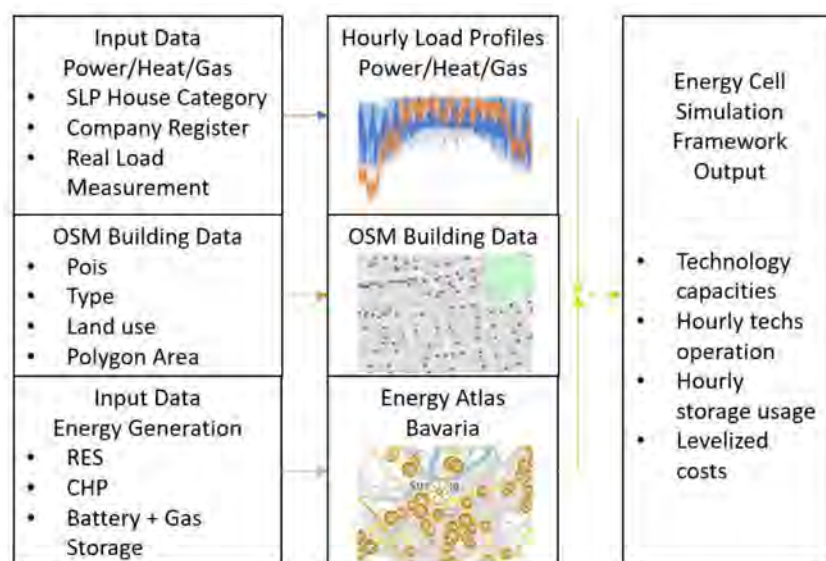 Input Data
Power/Heat/Gas
• SLP House Category
• Company Register
• Real Load
Measurement
Hourly Load Profiles
Power/Heat/Gas
Energy Cell
Simulation
Framework
Output
• Technology
capacities
• Hourly techs
operation
• Hourly
storage usage
• Levelized
costs
OSM Building Data
• Pois
• Type
• Land use
• Polygon Area
OSM Building Data
Input Data
Energy Generation
• RES
• CHP
• Battery + Gas
Storage
Energy Atlas
Bavaria